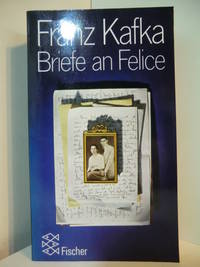 Franz Kafka
Briefe an Felice
Fischer